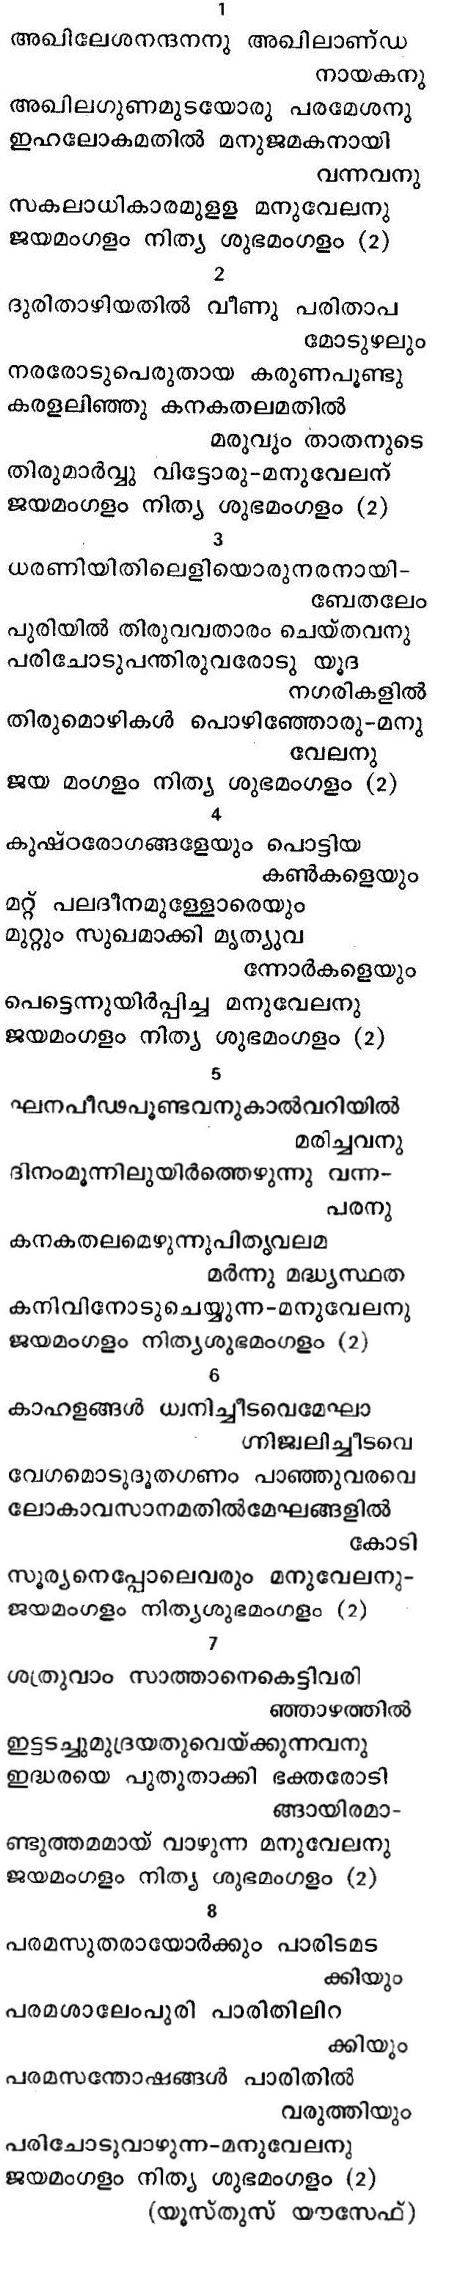 1
അഖിലേശനന്ദനനു അഖിലാണ്ഡ
നായകനു
അഖിലഗുണമുടയോരു പരമേശനു
ഇഹലോകമതിൽ മനുജമകനായി
വന്നവനു
സകലാധികാരമുളള മനുവേലനു
ജയമംഗളം നിത്യ ശുഭമംഗളം (2)
2
ദുരിതാഴിയതിൽ വീണു പരിതാപ
മോടുഴലും
നരരോടുപെരുതായ കരുണപൂണ്ടു
കരളലിഞ്ഞു കനകതലമതിൽ
മരുവും താതനുടെ
തിരുമാർവ്വു വിട്ടോരു-മനുവേലന്
ജയമംഗളം നിത്യ ശുഭമംഗളം (2)
3
ധരണിയിതിലെളിയൊരുനരനായി-
ബേതലേം
പുരിയിൽ തിരുവവതാരം ചെയ്തവനു
പരിചോടുപന്തിരുവരോടു യൂദ
നഗരികളിൽ
തിരുമൊഴികൾ പൊഴിഞ്ഞോരു-മനു
വേലനു
ജയ മംഗളം നിത്യ ശുഭമംഗളം (2)
4
കുഷ്ഠരോഗങ്ങളേയും പൊട്ടിയ
കൺകളെയും
മറ്റ് പലദീനമുള്ളോരെയും
മുറ്റും സുഖമാക്കി മൃത്യുവ
ന്നോർകളെയും
പെട്ടെന്നുയിർപ്പിച്ച മനുവേലനു
ജയമംഗളം നിത്യ ശുഭമംഗളം (2)
5
ഘനപീഢപൂണ്ടവനുകാൽവറിയിൽ
മരിച്ചവനു
ദിനംമൂന്നിലുയിർത്തെഴുന്നു വന്ന-
പരനു
കനകതലമെഴുന്നുപിതൃവലമ
മർന്നു മദ്ധ്യസ്ഥത
കനിവിനോടുചെയ്യുന്ന-മനുവേലനു
ജയമംഗളം നിത്യശുഭമംഗളം (2)
6
കാഹളങ്ങൾ ധ്വനിച്ചീടവെമേഘാ
ഗ്നിജ്വലിച്ചീടവെ
വേഗമൊടുദൂതഗണം പാഞ്ഞുവരവെ
ലോകാവസാനമതിൽമേഘങ്ങളിൽ
കോടി
സൂര്യനെപ്പോലെവരും മനുവേലനു-
ജയമംഗളം നിത്യശുഭമംഗളം (2)
7
ശത്രുവാം സാത്താനെകെട്ടിവരി
ഞ്ഞാഴത്തിൽ
ഇട്ടടച്ചുമുദ്രയതുവെയ്ക്കുന്നവനു
ഇദ്ധരയെ പുതുതാക്കി ഭക്തരോടി
ങ്ങായിരമാ-
ണ്ടുത്തമമായ് വാഴുന്ന മനുവേലനു
ജയമംഗളം നിത്യ ശുഭമംഗളം (2)
8
പരമസുതരായോർക്കും പാരിടമട
ക്കിയും
പരമശാലേംപുരി പാരിതിലിറ
ക്കിയും
പരമസന്തോഷങ്ങൾ പാരിതിൽ
വരുത്തിയും
പരിചോടുവാഴുന്ന-മനുവേലനു
ജയമംഗളം നിത്യ ശുഭമംഗളം (2)
(യൂസ്തുസ് യൗസേഫ്)